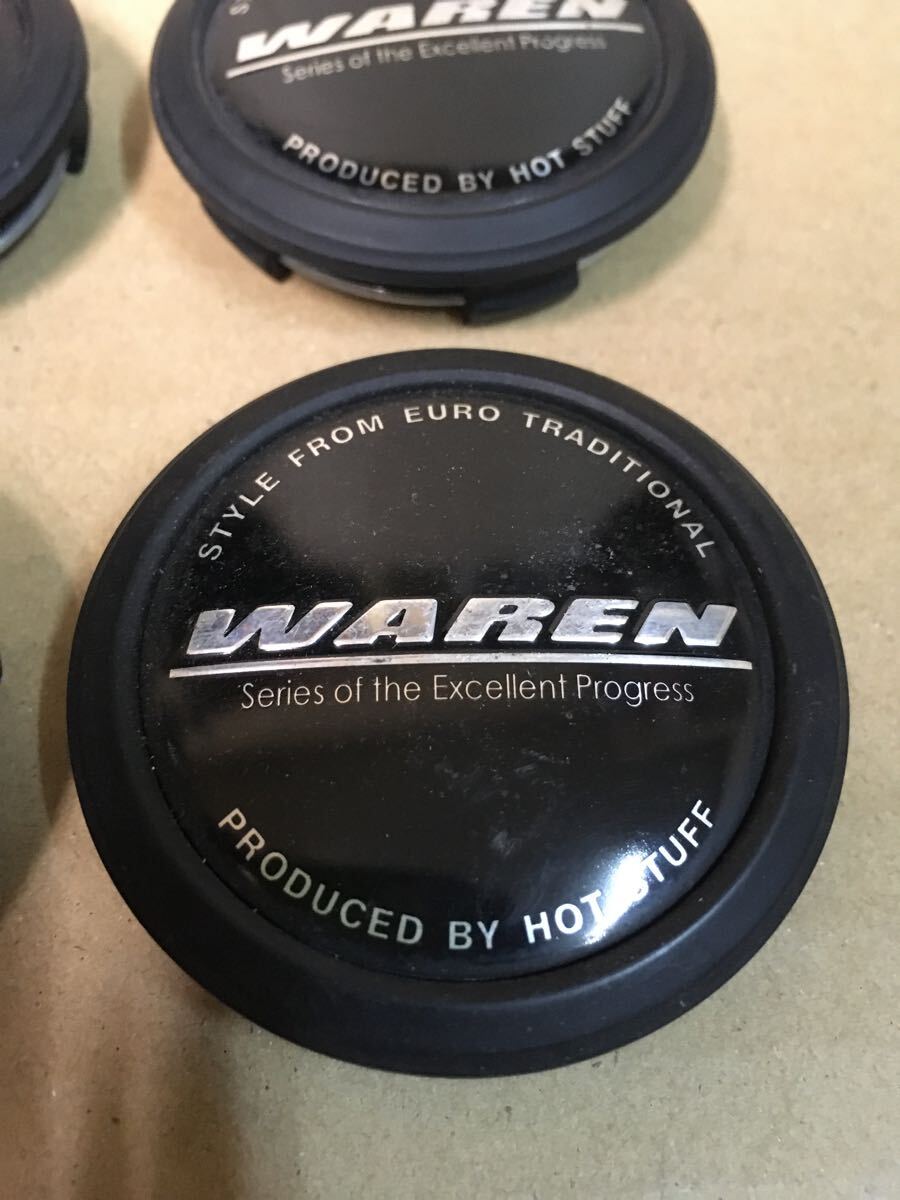 WAREN
Series of the Excellent Progress
PRODUCED BY HOT STUFF
STYLE FROM EURO TRADITIONAL
WAREN
Series of the Excellent Progress
PRODUCED BY HOT STUFF